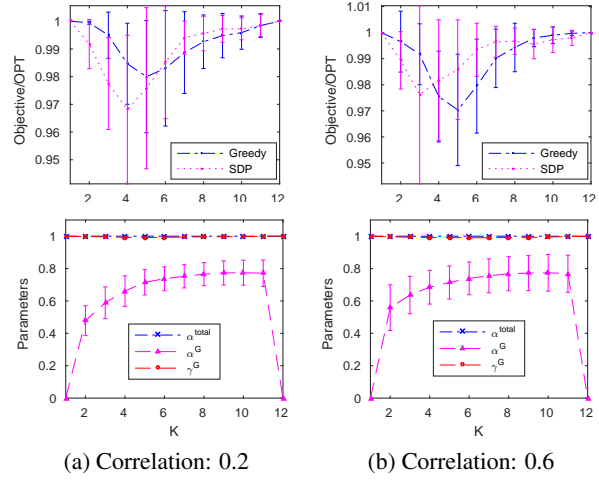 1
0.99
0.98
0.97
0.96
0.95
Objective/OPT
2 4 6 8 10 12
Greedy
SDP
1.01
1
0.99
0.98
0.97
0.96
0.95
Objective/OPT
2 4 6 8 10 12
Greedy
SDP
1
0.8
0.6
0.4
0.2
0
Parameters
α^total
α^G
γ^G
2 4 6 8 10 12
K
1
0.8
0.6
0.4
0.2
0
Parameters
α^total
α^G
γ^G
2 4 6 8 10 12
K
(a) Correlation: 0.2
(b) Correlation: 0.6